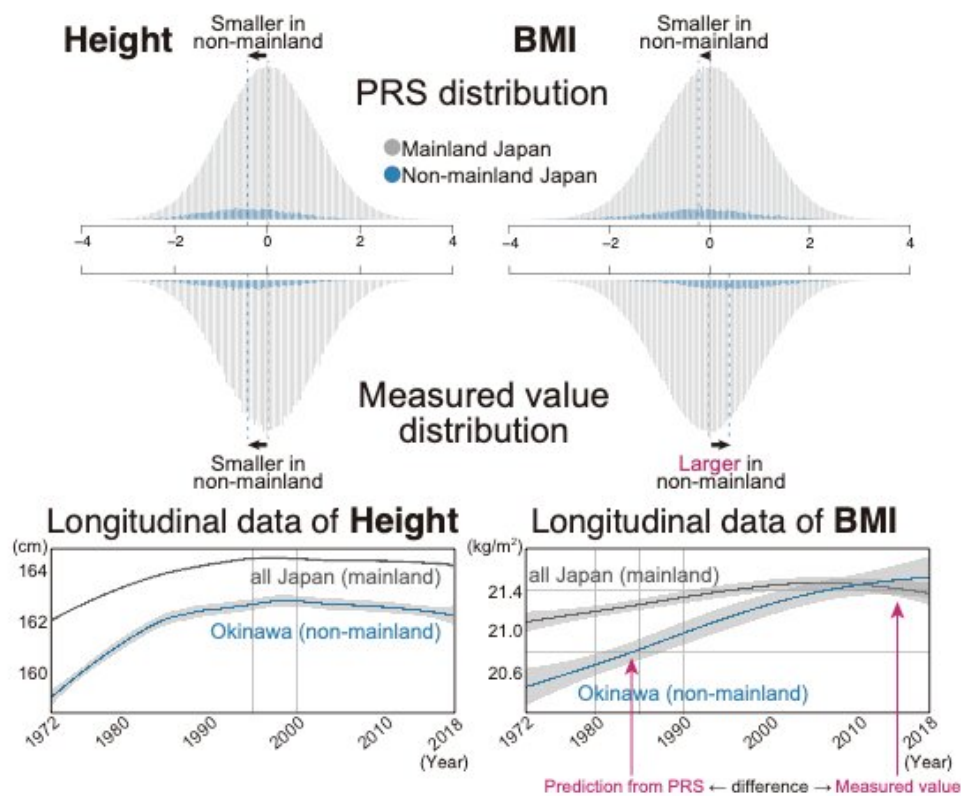 Height
Smaller in
non-mainland
BMI
Smaller in
non-mainland
PRS distribution
Mainland Japan
Non-mainland Japan
−4 −2 0 2 4
−4 −2 0 2 4
Measured value
distribution
Smaller in
non-mainland
Larger in
non-mainland
Longitudinal data of Height
(cm)
164
162
160
all Japan (mainland)
Okinawa (non-mainland)
1972 1980 1990 2000 2010 2018
(Year)
Longitudinal data of BMI
(kg/m²)
21.4
21.0
20.6
all Japan (mainland)
Okinawa (non-mainland)
1972 1980 1990 2000 2010 2018
(Year)
Prediction from PRS ← difference → Measured value